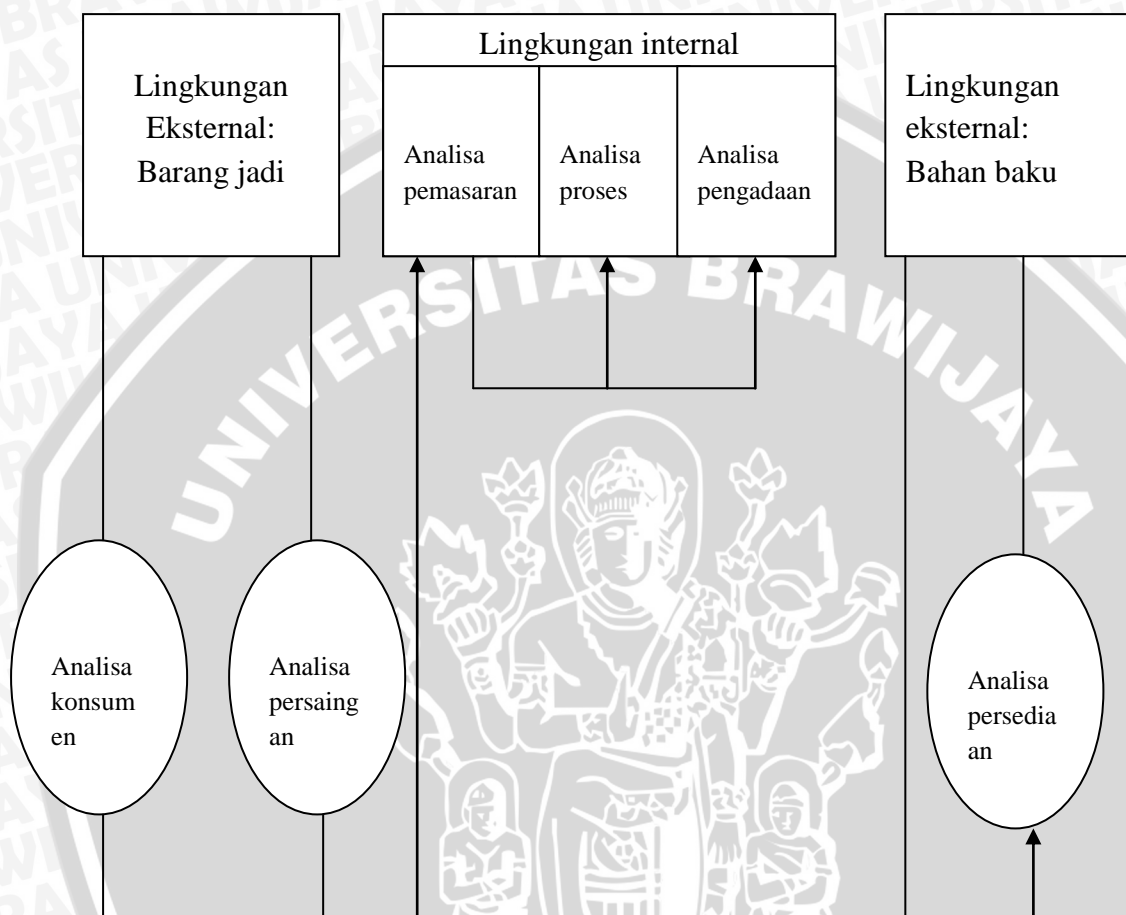 Lingkungan
Eksternal:
Barang jadi
Lingkungan internal
Analisa
pemasaran
Analisa
proses
Analisa
pengadaan
Lingkungan
eksternal:
Bahan baku
UNIVERSITAS BRAWIJAYA
Analisa
konsum
en
Analisa
persaing
an
Analisa
persedia
an